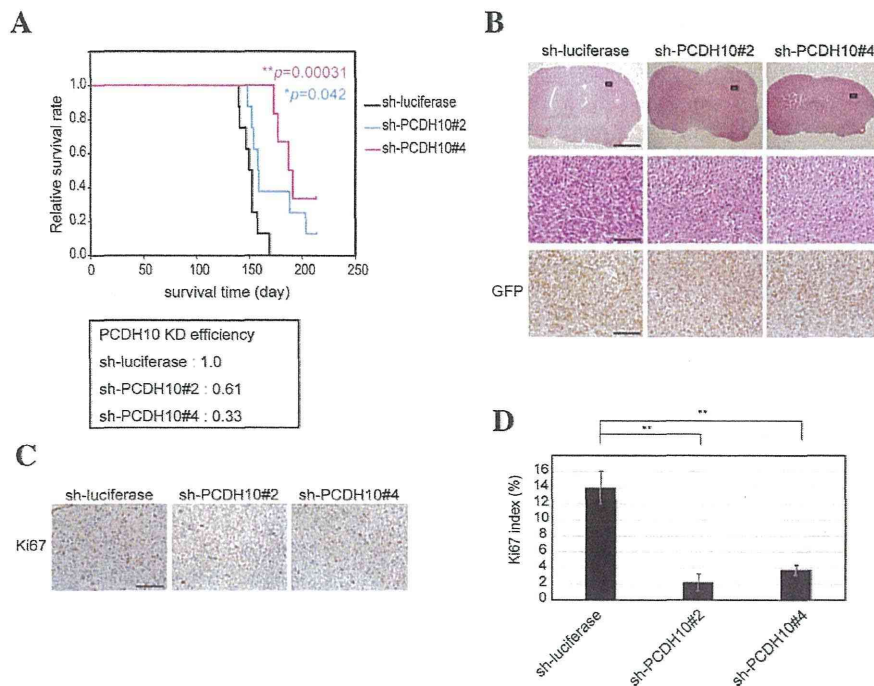 A
**p=0.00031
*p=0.042
sh-luciferase
sh-PCDH10#2
sh-PCDH10#4
Relative survival rate
1.0
0.8
0.6
0.4
0.2
0.0
0 50 100 150 200 250
survival time (day)
PCDH10 KD efficiency
sh-luciferase : 1.0
sh-PCDH10#2 : 0.61
sh-PCDH10#4 : 0.33
B
sh-luciferase sh-PCDH10#2 sh-PCDH10#4
GFP
C
sh-luciferase sh-PCDH10#2 sh-PCDH10#4
Ki67
D
**
**
Ki67 index (%)
16
14
12
10
8
6
4
2
0
sh-luciferase
sh-PCDH10#2
sh-PCDH10#4